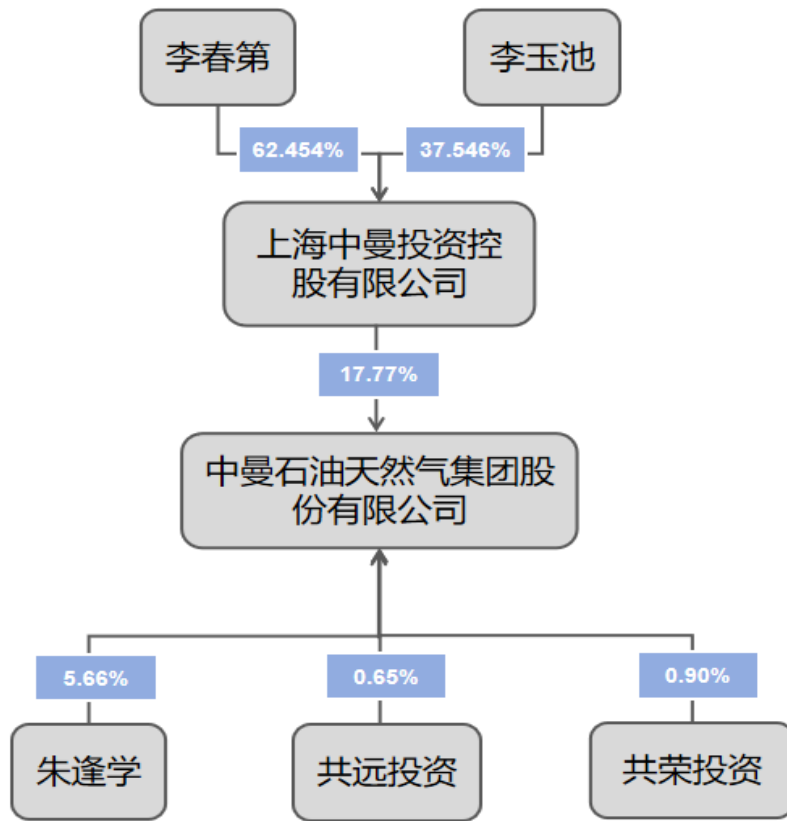 李春第
李玉池
62.454%
37.546%
上海中曼投资控
股有限公司
17.77%
中曼石油天然气集团股
份有限公司
5.66%
0.65%
0.90%
朱逢学
共远投资
共荣投资